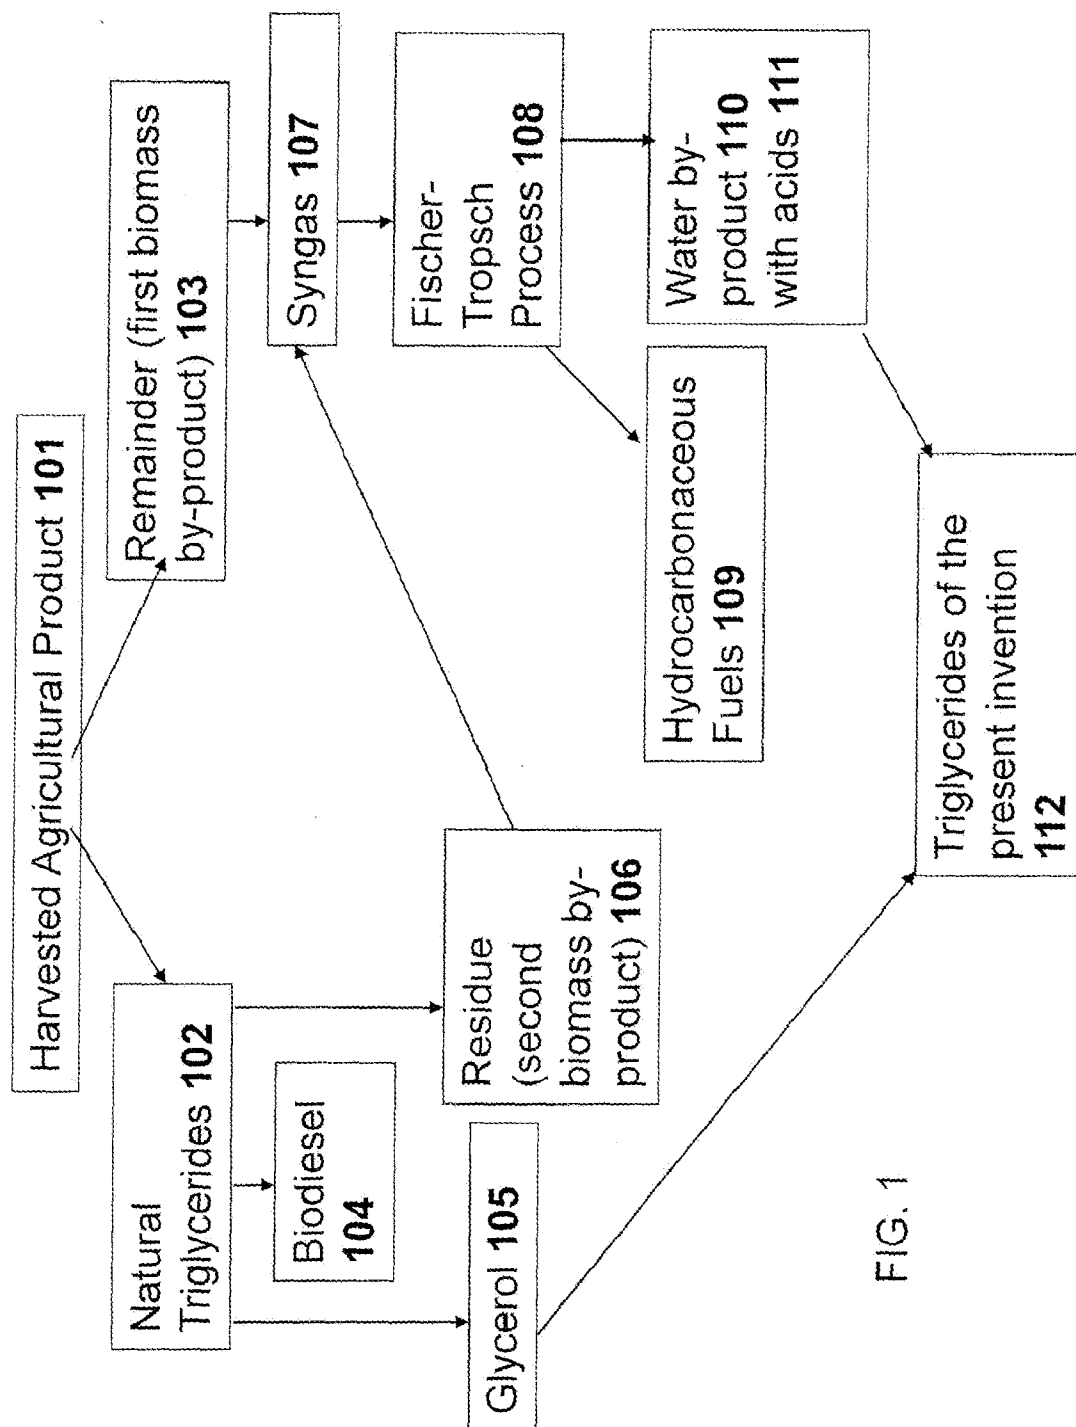 Harvested Agricultural Product 101
Natural
Triglycerides 102
Remainder (first biomass
by-product) 103
Biodiesel
104
Syngas 107
Glycerol 105
Residue
(second
biomass by-
product) 106
Fischer-
Tropsch
Process 108
Hydrocarbonaceous
Fuels 109
Water by-
product 110
with acids 111
Triglycerides of the
present invention
112
FIG. 1